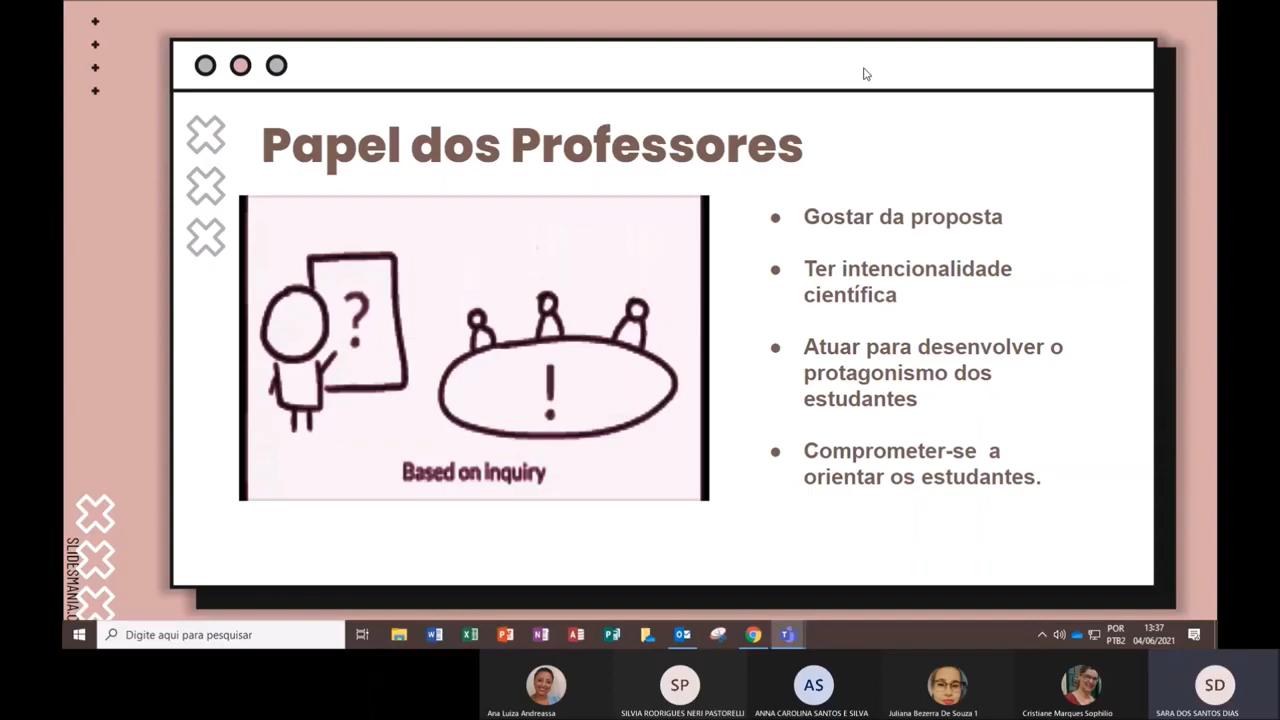 Papel dos Professores
?
!
Based on inquiry
● Gostar da proposta
● Ter intencionalidade
científica
● Atuar para desenvolver o
protagonismo dos
estudantes
● Comprometer-se a
orientar os estudantes.
Digite aqui para pesquisar
POR
PTB2
13:37
04/06/2021
Ana Luiza Andreassa
SP
SILVIA RODRIGUES NERI PASTORELLI
AS
ANNA CAROLINA SANTOS E SILVA
Juliana Bezerra De Souza 1
Cristiane Marques Sophilio
SD
SARA DOS SANTOS DIAS